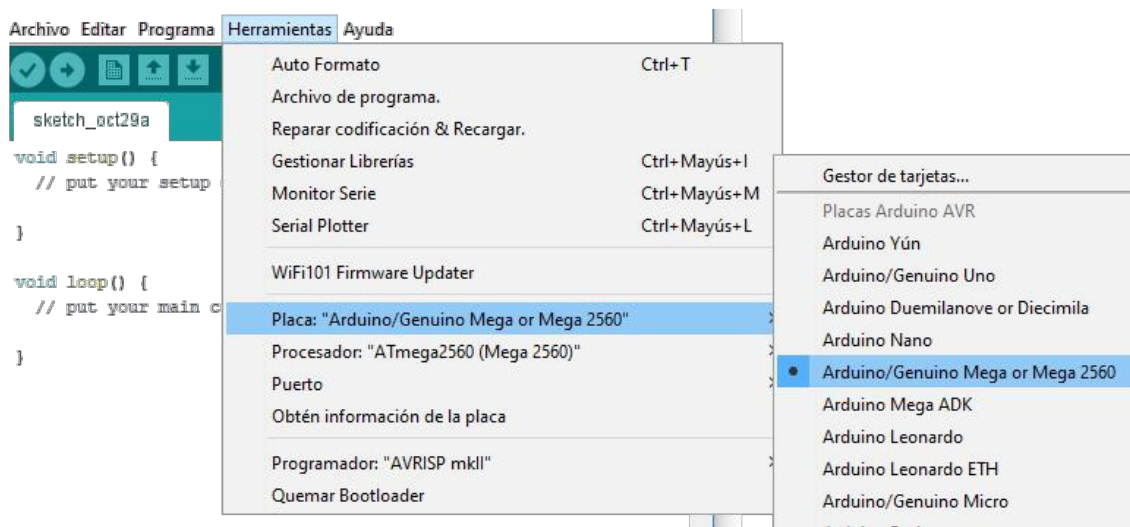 Archivo Editar Programa Herramientas Ayuda
sketch_oct29a
void setup() {
// put your setup
}
void loop() {
// put your main c
}
Auto Formato Ctrl+T
Archivo de programa.
Reparar codificación & Recargar.
Gestionar Librerías Ctrl+Mayús+I
Monitor Serie Ctrl+Mayús+M
Serial Plotter Ctrl+Mayús+L
WiFi101 Firmware Updater
Placa: "Arduino/Genuino Mega or Mega 2560"
Procesador: "ATmega2560 (Mega 2560)"
Puerto
Obtén información de la placa
Programador: "AVRISP mkII"
Quemar Bootloader
Gestor de tarjetas...
Placas Arduino AVR
Arduino Yún
Arduino/Genuino Uno
Arduino Duemilanove or Diecimila
Arduino Nano
Arduino/Genuino Mega or Mega 2560
Arduino Mega ADK
Arduino Leonardo
Arduino Leonardo ETH
Arduino/Genuino Micro